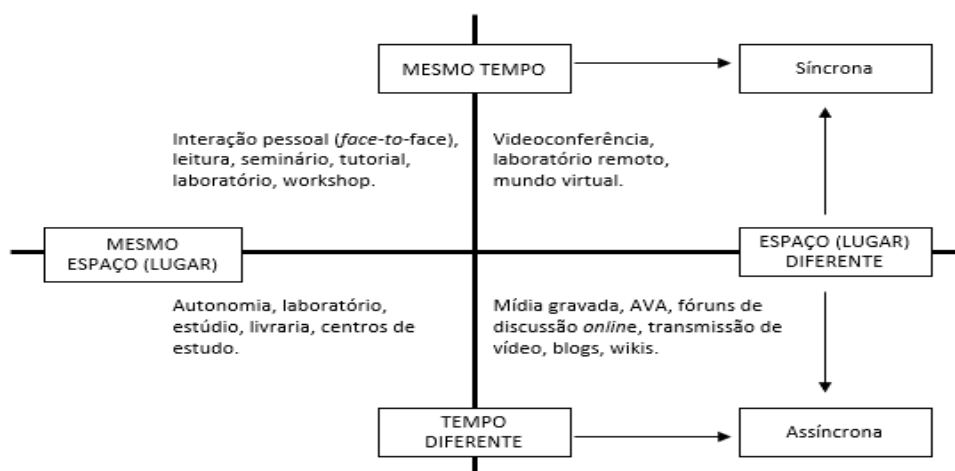 MESMO TEMPO
Síncrona
Interação pessoal (face-to-face),
leitura, seminário, tutorial,
laboratório, workshop.
Videoconferência,
laboratório remoto,
mundo virtual.
MESMO
ESPAÇO (LUGAR)
ESPAÇO (LUGAR)
DIFERENTE
Autonomia, laboratório,
estúdio, livraria, centros de
estudo.
Mídia gravada, AVA, fóruns de
discussão online, transmissão de
vídeo, blogs, wikis.
TEMPO
DIFERENTE
Assíncrona